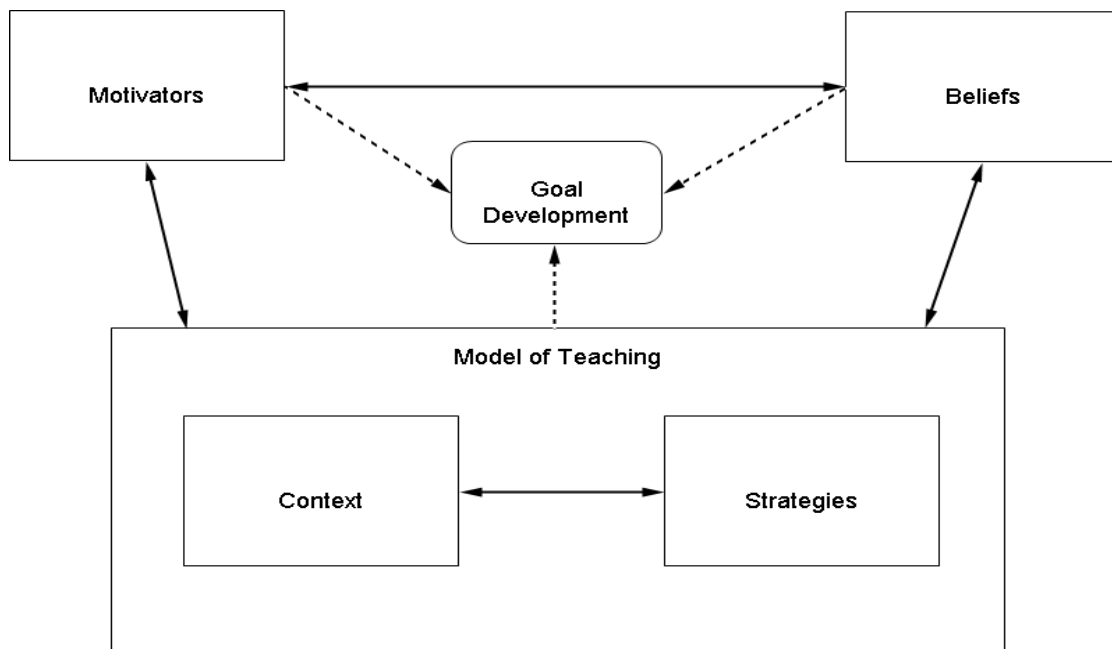 Motivators
Beliefs
Goal
Development
Model of Teaching
Context
Strategies